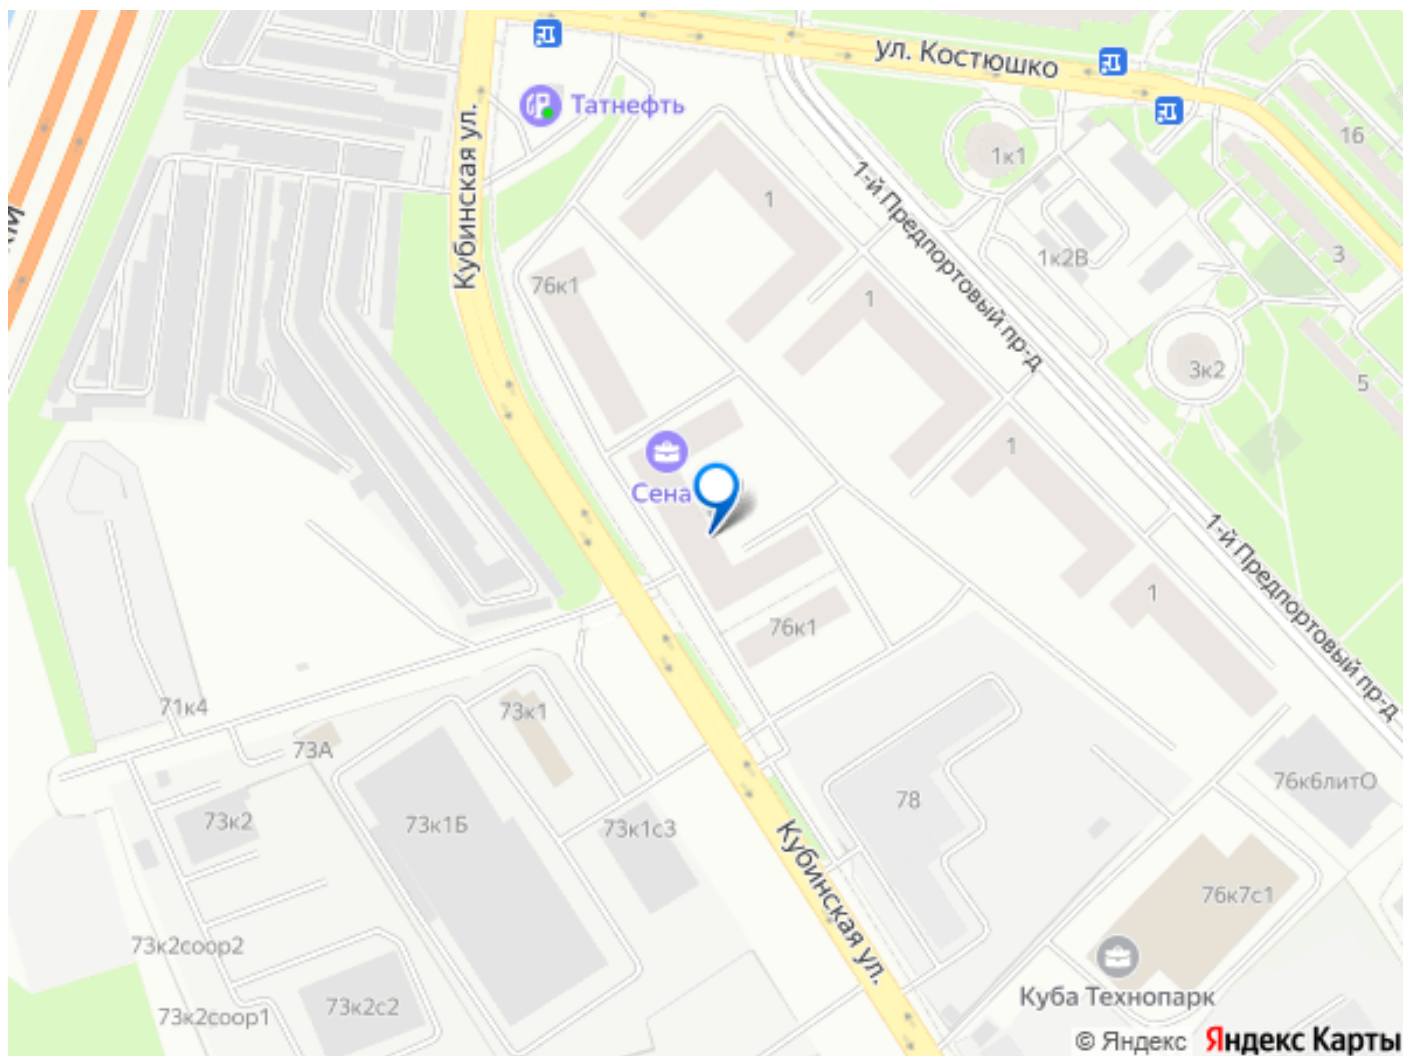 ул. Костюшко
Татнефть
Кубинская ул.
16
1к1
1-й Предпортовый пр-д
1
1к2В
3
76к1
1
3к2
5
1
Сена
1-й Предпортовый пр-д
1
76к1
71к4
73к1
73А
76к6литО
78
73к2
73к1Б
73к1с3
Кубинская ул.
76к7с1
73к2соор2
Куба Технопарк
73к2с2
73к2соор1
© Яндекс Яндекс Карты